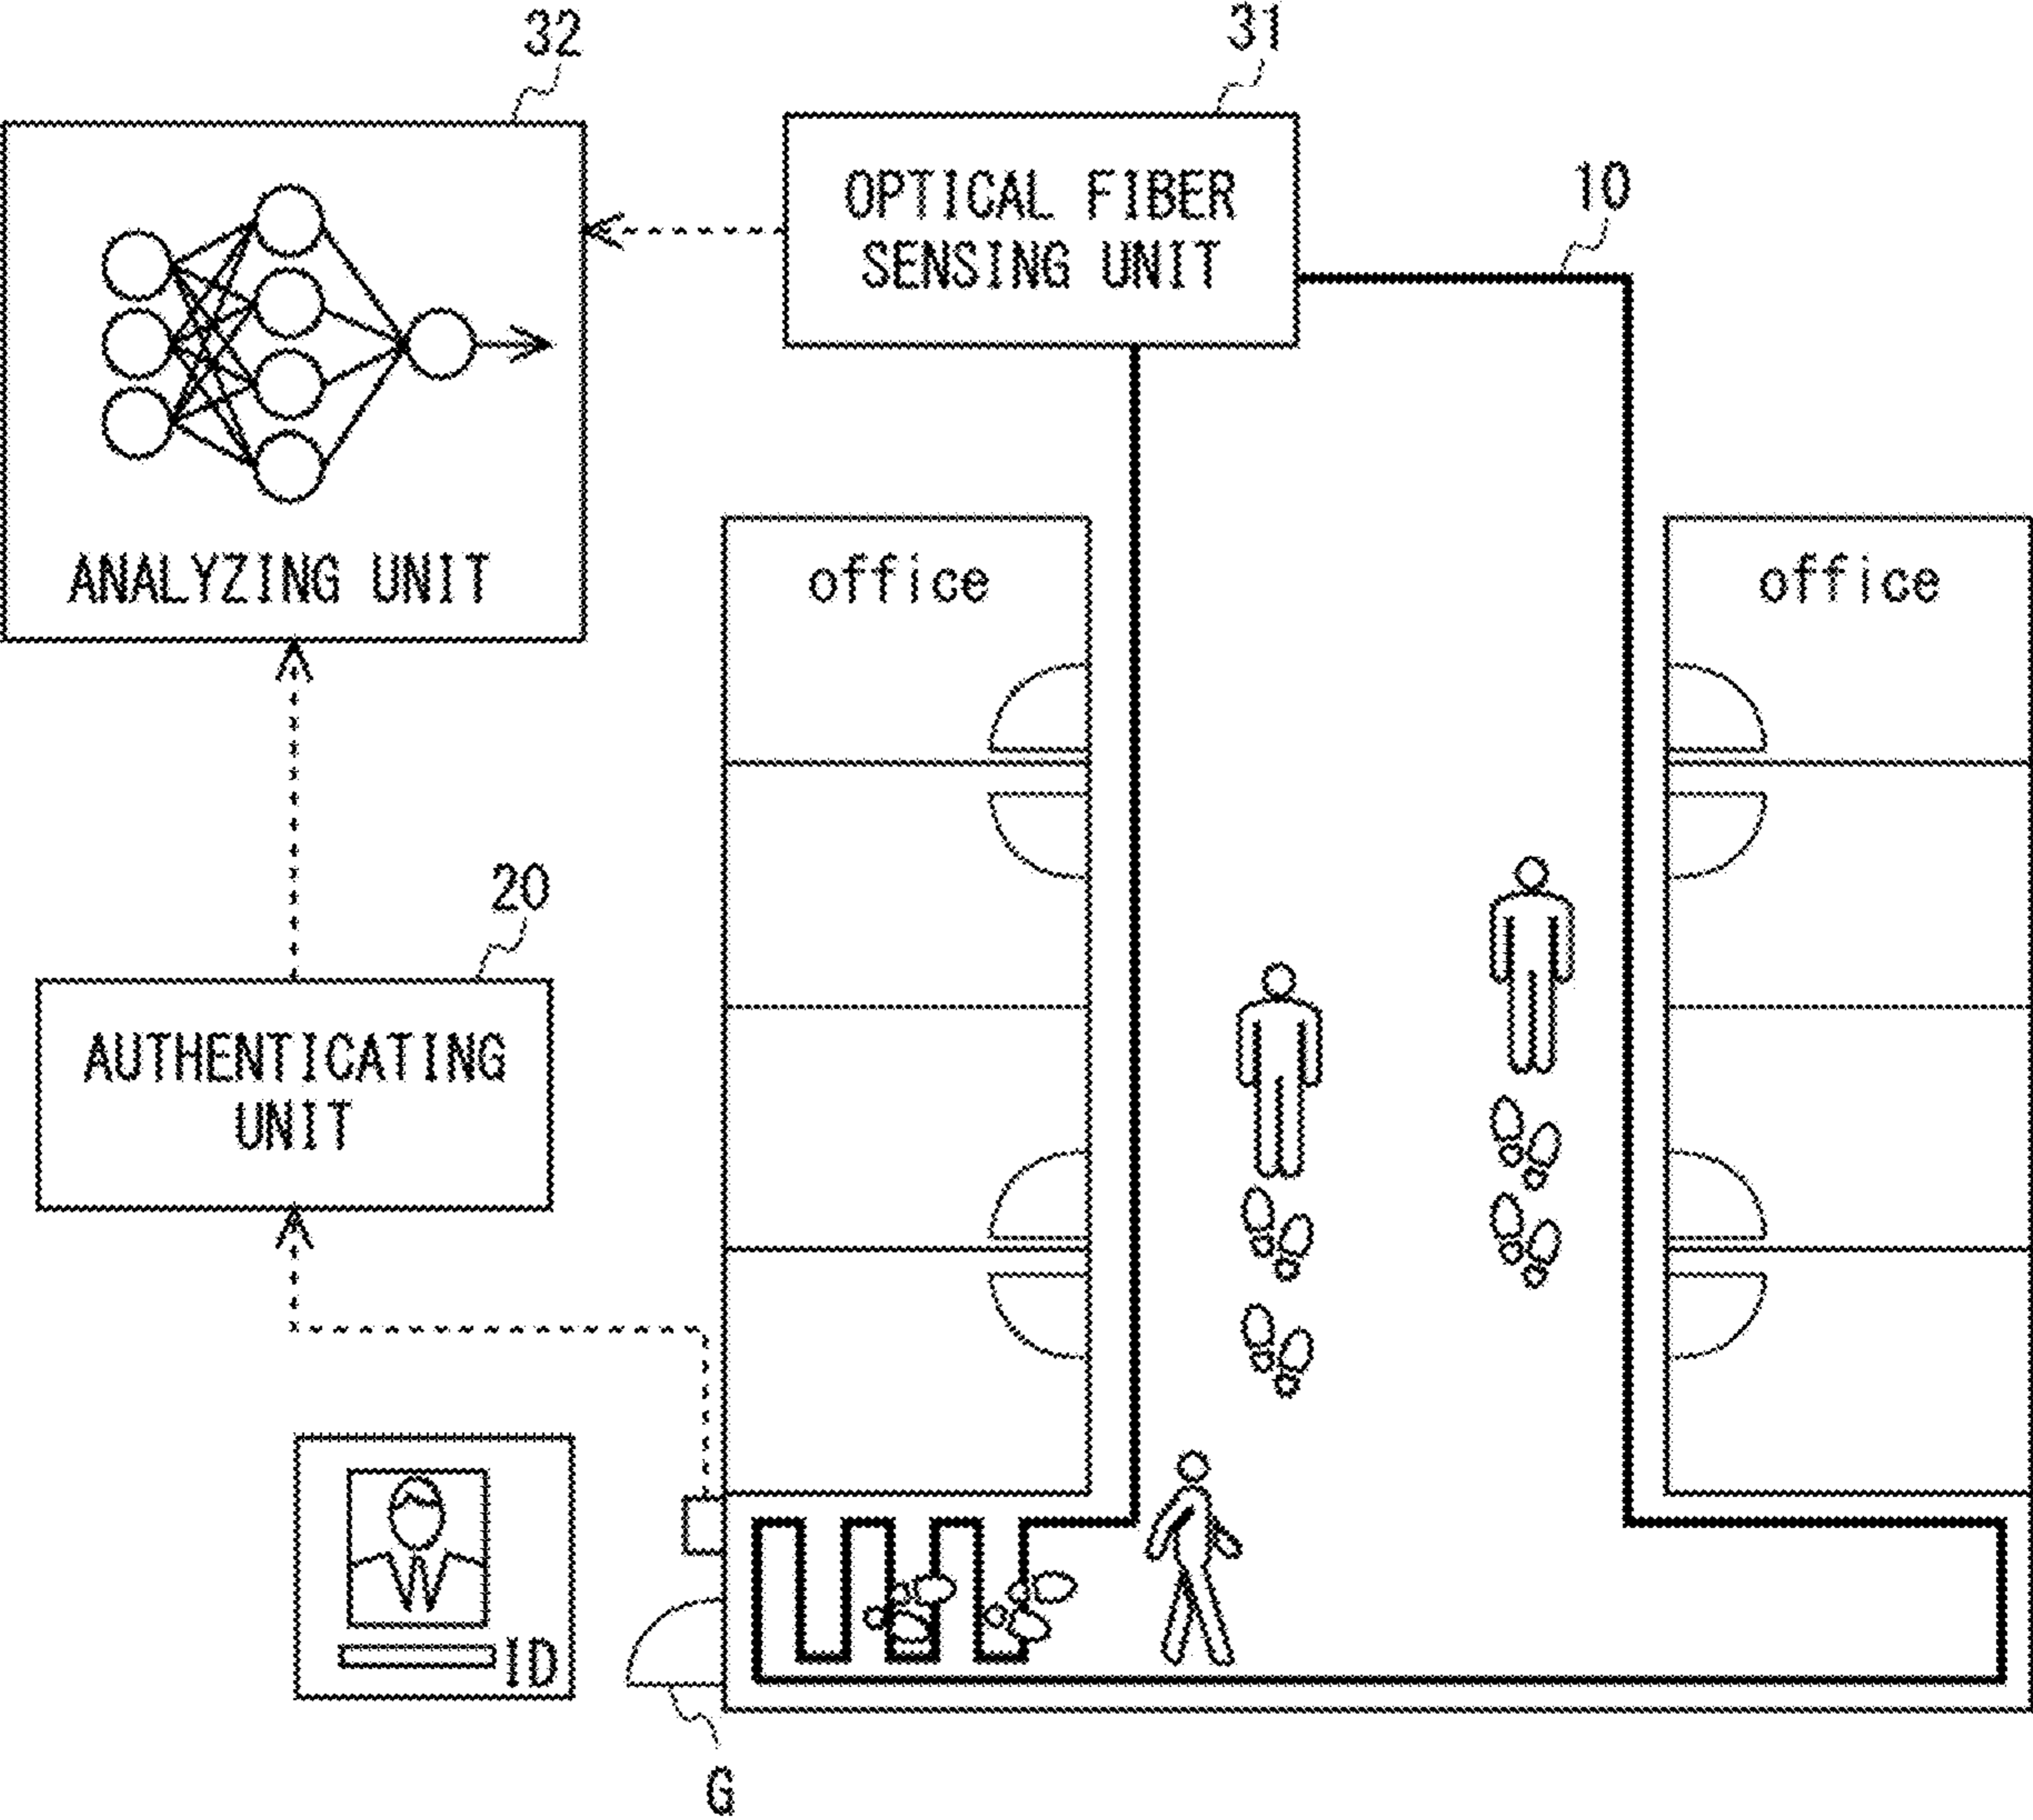 32
31
10
OPTICAL FIBER
SENSING UNIT
ANALYZING UNIT
office
office
20
AUTHENTICATING
UNIT
ID
G